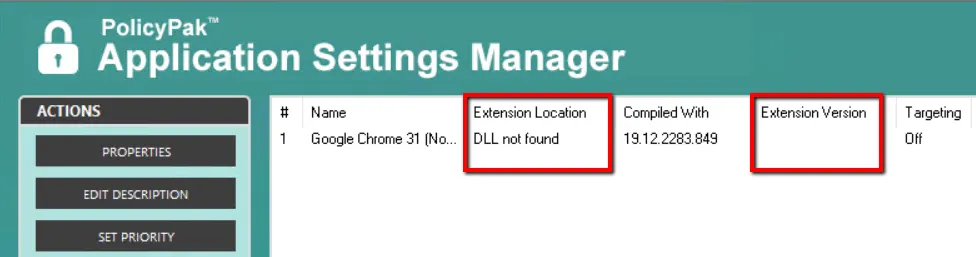 PolicyPak™
Application Settings Manager
ACTIONS
PROPERTIES
EDIT DESCRIPTION
SET PRIORITY
# Name Extension Location Compiled With Extension Version Targeting
1 Google Chrome 31 (No... DLL not found 19.12.2283.849 Off